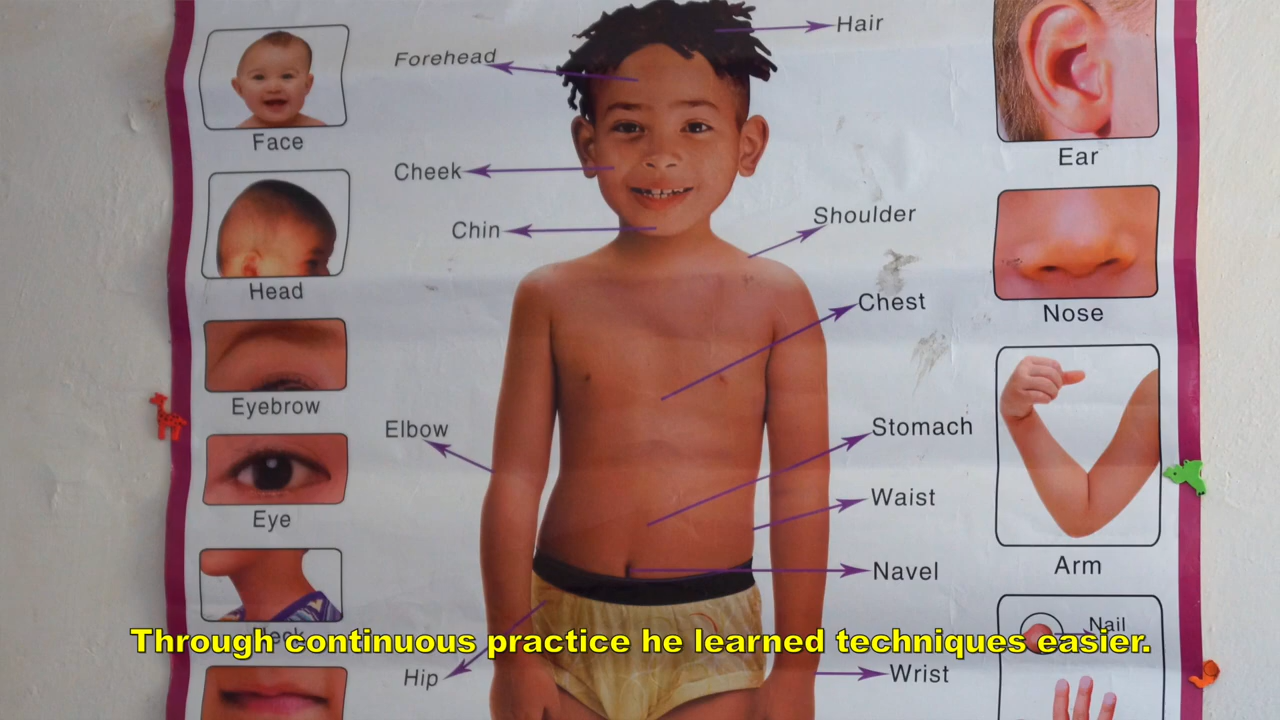 Hair
Forehead
Face
Ear
Cheek
Chin
Shoulder
Head
Chest
Nose
Eyebrow
Elbow
Stomach
Waist
Eye
Arm
Navel
Nail
Through continuous practice he learned techniques easier.
Hip
Wrist